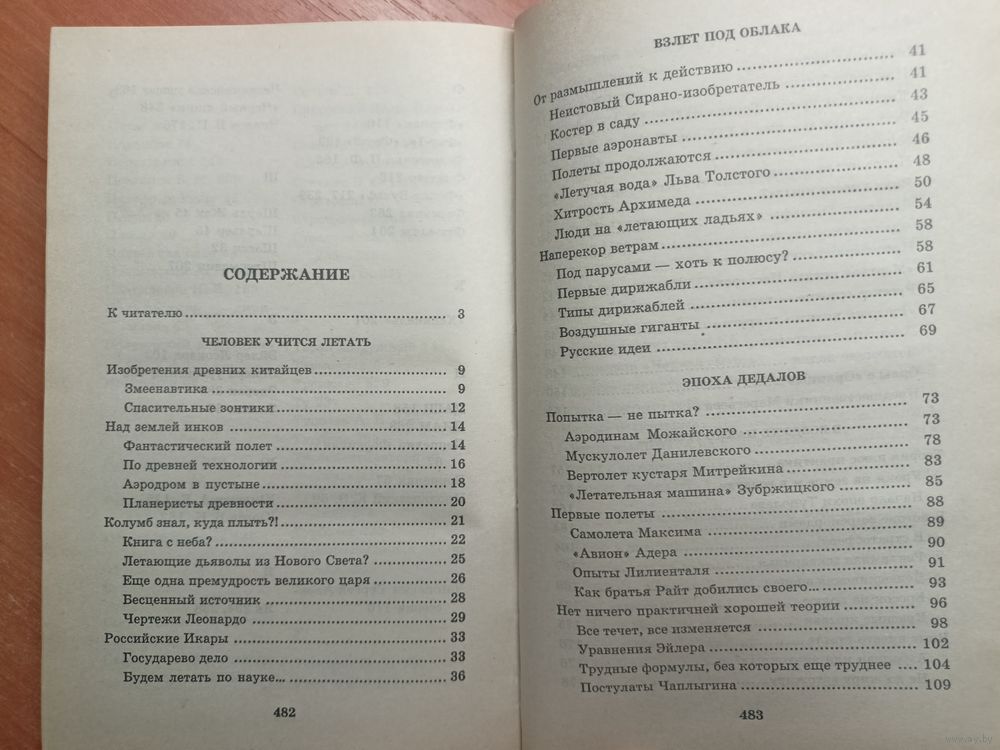 СОДЕРЖАНИЕ
К читателю 3
ЧЕЛОВЕК УЧИТСЯ ЛЕТАТЬ
Изобретения древних китайцев 9
Змеенавтика 9
Спасительные зонтики 12
Над землей инков 14
Фантастический полет 14
По древней технологии 16
Аэродром в пустыне 18
Планеристы древности 20
Колумб знал, куда плыть?! 21
Книга с неба? 22
Летающие дьяволы из Нового Света? 25
Еще одна премудрость великого царя 26
Бесценный источник 28
Чертежи Леонардо 29
Российские Икары 33
Государево дело 33
Будем летать по науке... 36
482
ВЗЛЕТ ПОД ОБЛАКА
От размышлений к действию 41
Неистовый Сирано-изобретатель 41
Костер в саду 43
Первые аэронавты 45
Полеты продолжаются 46
«Летучая вода» Льва Толстого 48
Хитрость Архимеда 50
Люди на «летающих ладьях» 54
Наперекор ветрам 58
Под парусами — хоть к полюсу? 58
Первые дирижабли 61
Типы дирижаблей 65
Воздушные гиганты 67
Русские идеи 69
ЭПОХА ДЕДАЛОВ
Попытка — не пытка? 73
Аэродинам Можайского 73
Мускулолет Данилевского 78
Вертолет кустаря Митрейкина 83
«Летательная машина» Зубржицкого 85
Первые полеты 88
Самолета Максима 89
«Авион» Адера 90
Опыты Лилиенталя 91
Как братья Райт добились своего... 93
Нет ничего практичней хорошей теории 96
Все течет, все изменяется 98
Уравнения Эйлера 102
Трудные формулы, без которых еще труднее 104
Постулаты Чаплыгина 109
483
www.ay.by